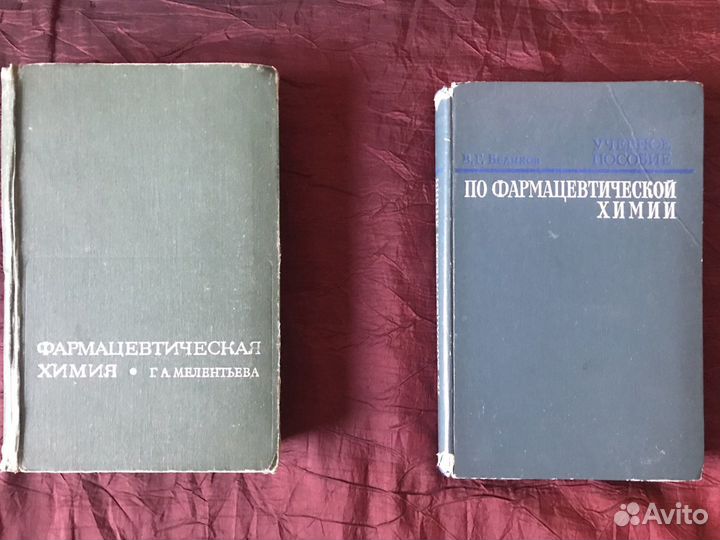 ФАРМАЦЕВТИЧЕСКАЯ
ХИМИЯ • Г. А. МЕЛЕНТЬЕВА
В. Г. Беликов
УЧЕБНОЕ
ПОСОБИЕ
ПО ФАРМАЦЕВТИЧЕСКОЙ
ХИМИИ
Avito